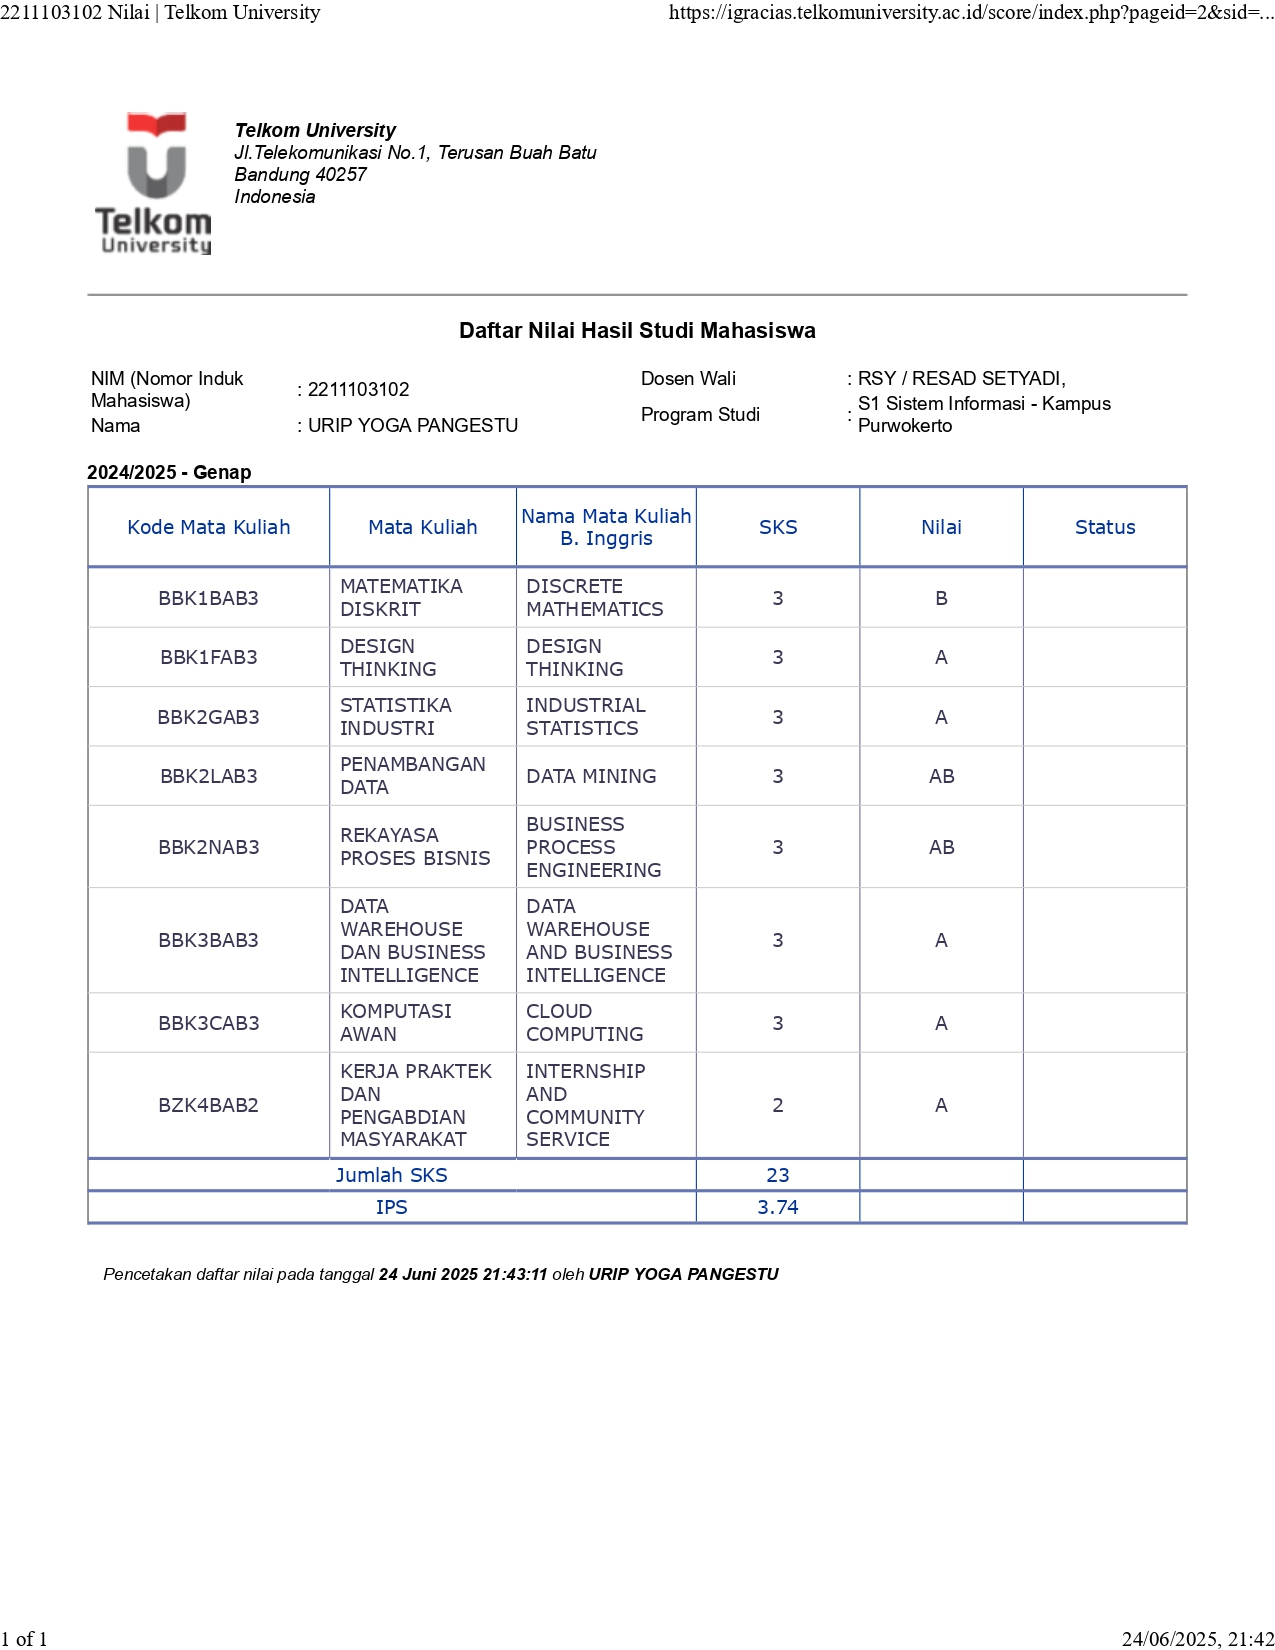 2211103102 Nilai | Telkom University https://igracias.telkomuniversity.ac.id/score/index.php?pageid=2&sid=...
Telkom
University
Telkom University
Jl.Telekomunikasi No.1, Terusan Buah Batu
Bandung 40257
Indonesia
Daftar Nilai Hasil Studi Mahasiswa
NIM (Nomor Induk
Mahasiswa) : 2211103102
Nama : URIP YOGA PANGESTU
Dosen Wali : RSY / RESAD SETYADI,
Program Studi : S1 Sistem Informasi - Kampus
Purwokerto
2024/2025 - Genap
Kode Mata Kuliah Mata Kuliah Nama Mata Kuliah
B. Inggris SKS Nilai Status
BBK1BAB3 MATEMATIKA
DISKRIT DISCRETE
MATHEMATICS 3 B
BBK1FAB3 DESIGN
THINKING DESIGN
THINKING 3 A
BBK2GAB3 STATISTIKA
INDUSTRI INDUSTRIAL
STATISTICS 3 A
BBK2LAB3 PENAMBANGAN
DATA DATA MINING 3 AB
BBK2NAB3 REKAYASA
PROSES BISNIS BUSINESS
PROCESS
ENGINEERING 3 AB
BBK3BAB3 DATA
WAREHOUSE
DAN BUSINESS
INTELLIGENCE DATA
WAREHOUSE
AND BUSINESS
INTELLIGENCE 3 A
BBK3CAB3 KOMPUTASI
AWAN CLOUD
COMPUTING 3 A
BZK4BAB2 KERJA PRAKTEK
DAN
PENGABDIAN
MASYARAKAT INTERNSHIP
AND
COMMUNITY
SERVICE 2 A
Jumlah SKS 23
IPS 3.74
Pencetakan daftar nilai pada tanggal 24 Juni 2025 21:43:11 oleh URIP YOGA PANGESTU
1 of 1 24/06/2025, 21:42